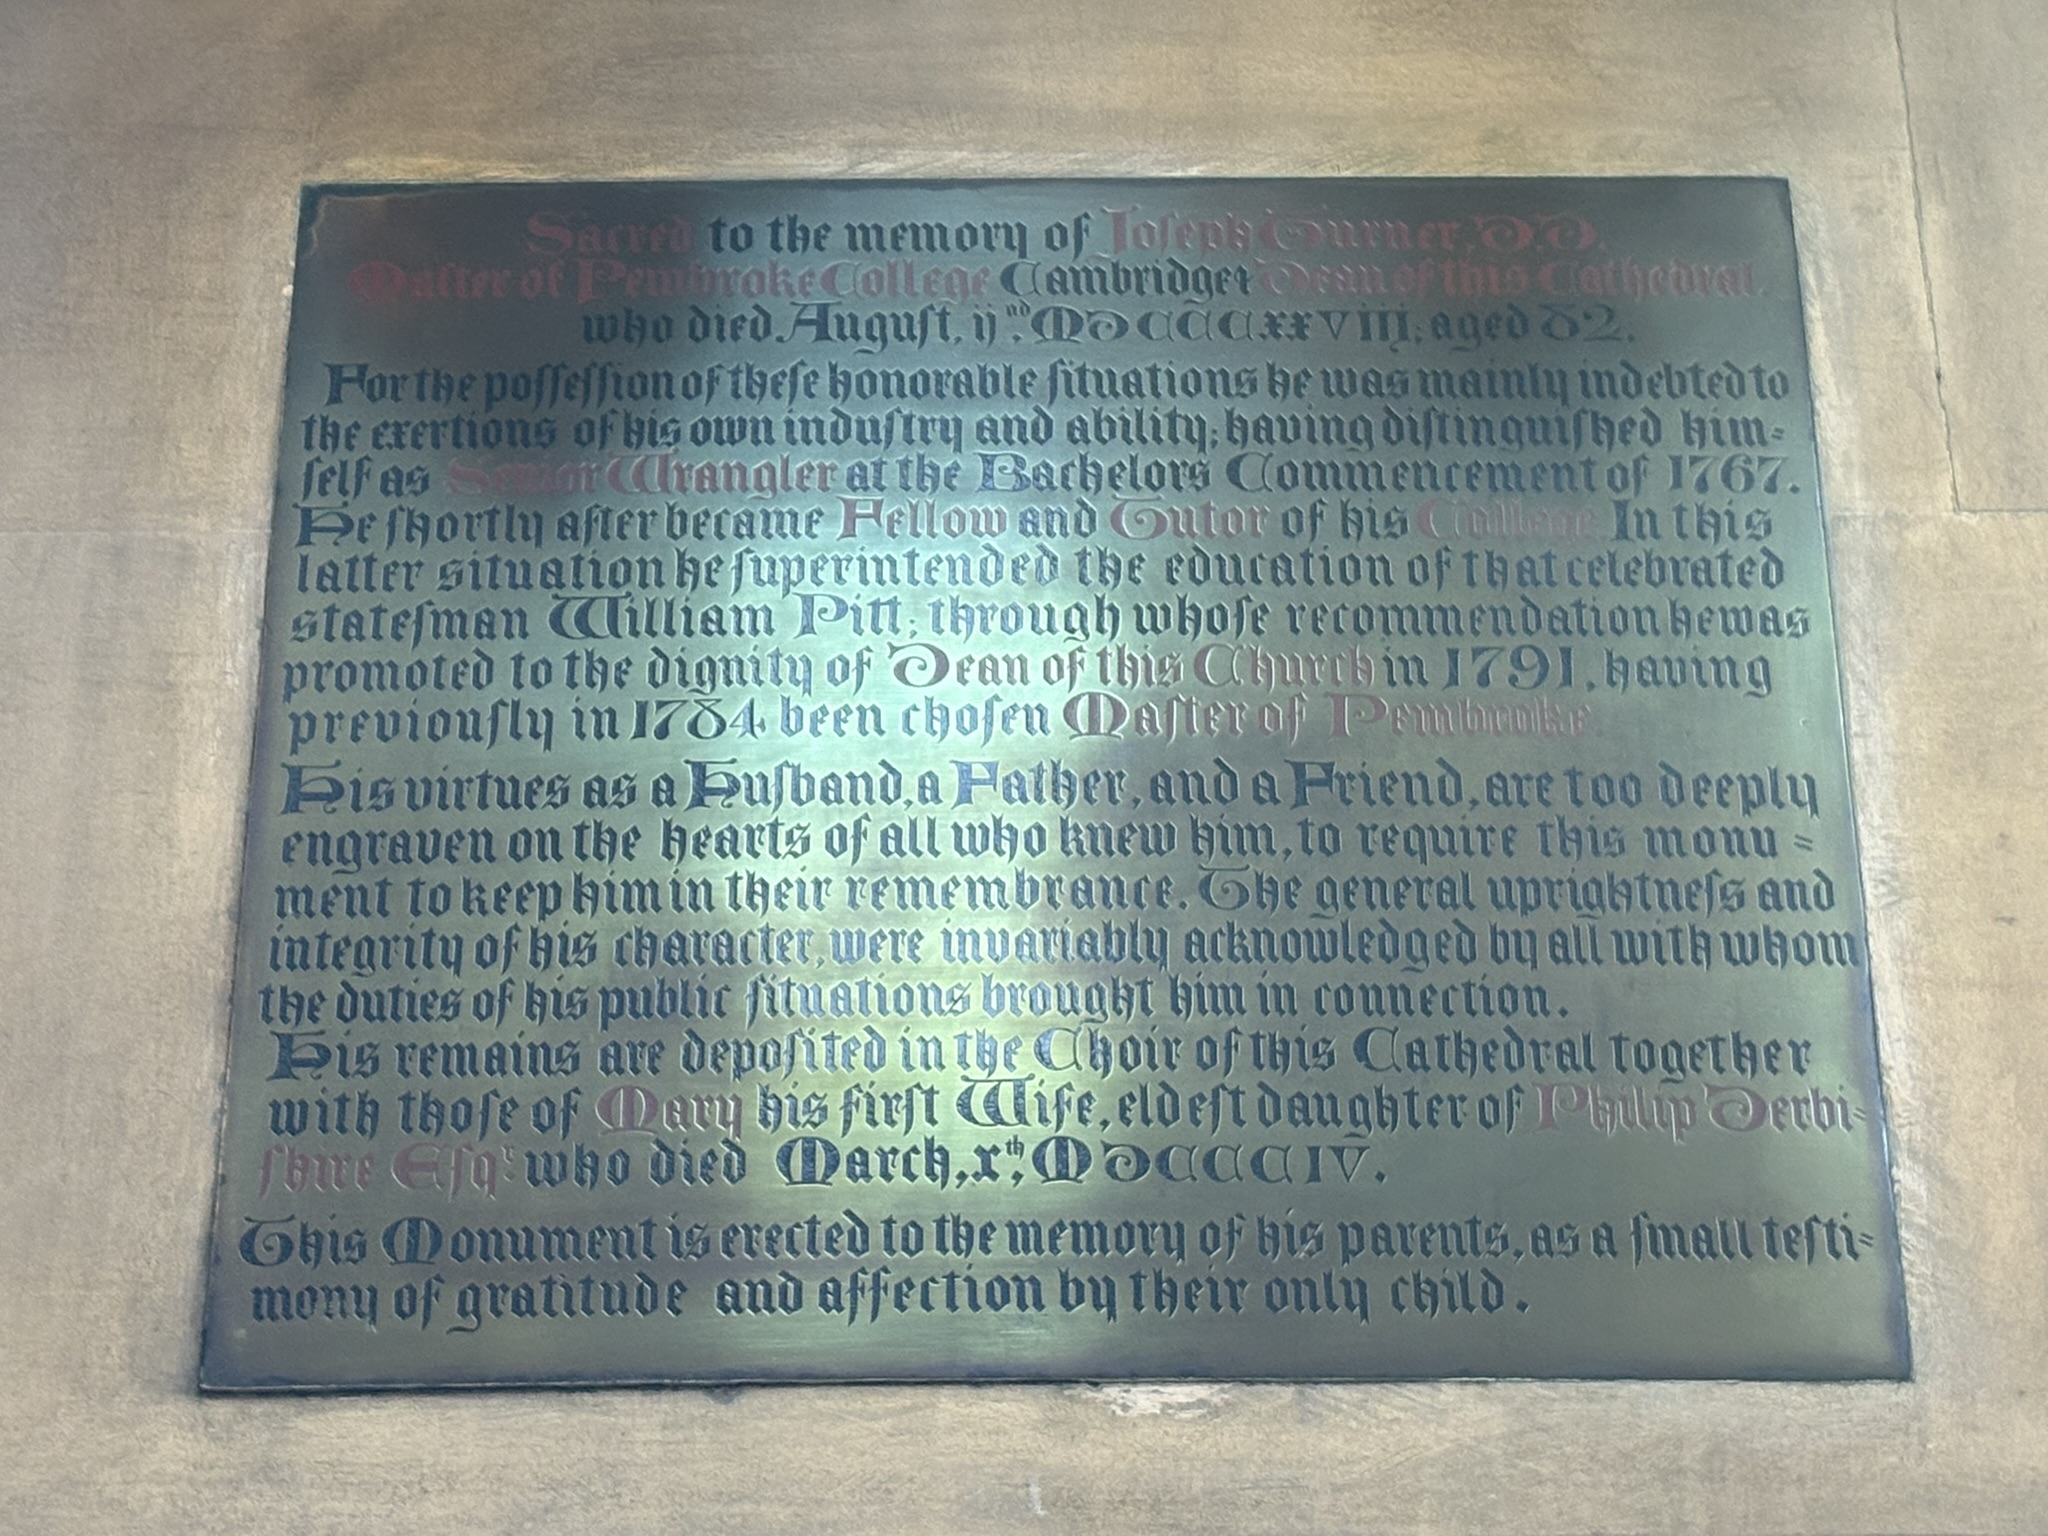 Sacred to the memory of Joseph Turner, D.D.
Maſter of Pembroke College Cambridge & Dean of this Cathedral.
who died August, ijnd. MDCCCXXVIII; aged 82.
For the poſſeſſion of theſe honorable ſituations he was mainly indebted to
the exertions of his own induſtry and ability; having diſtinguiſhed him=
ſelf as Senior Wrangler at the Bachelors Commencement of 1767.
He ſhortly after became Fellow and Tutor of his College. In this
latter situation he ſuperintended the education of that celebrated
stateſman William Pitt; through whoſe recommendation he was
promoted to the dignity of Dean of this Church in 1791, having
previouſly in 1784 been choſen Maſter of Pembroke.
His virtues as a Huſband, a Father, and a Friend, are too deeply
engraven on the hearts of all who knew him, to require this monu=
ment to keep him in their remembrance. The general uprightneſs and
integrity of his character, were invariably acknowledged by all with whom
the duties of his public ſituations brought him in connection.
His remains are depoſited in the Choir of this Cathedral together
with thoſe of Mary his firſt Wife, eldeſt daughter of Philip Derbi=
ſhire Eſqr. who died March, xth, MDCCCIV.
This Monument is erected to the memory of his parents, as a ſmall teſti=
mony of gratitude and affection by their only child.